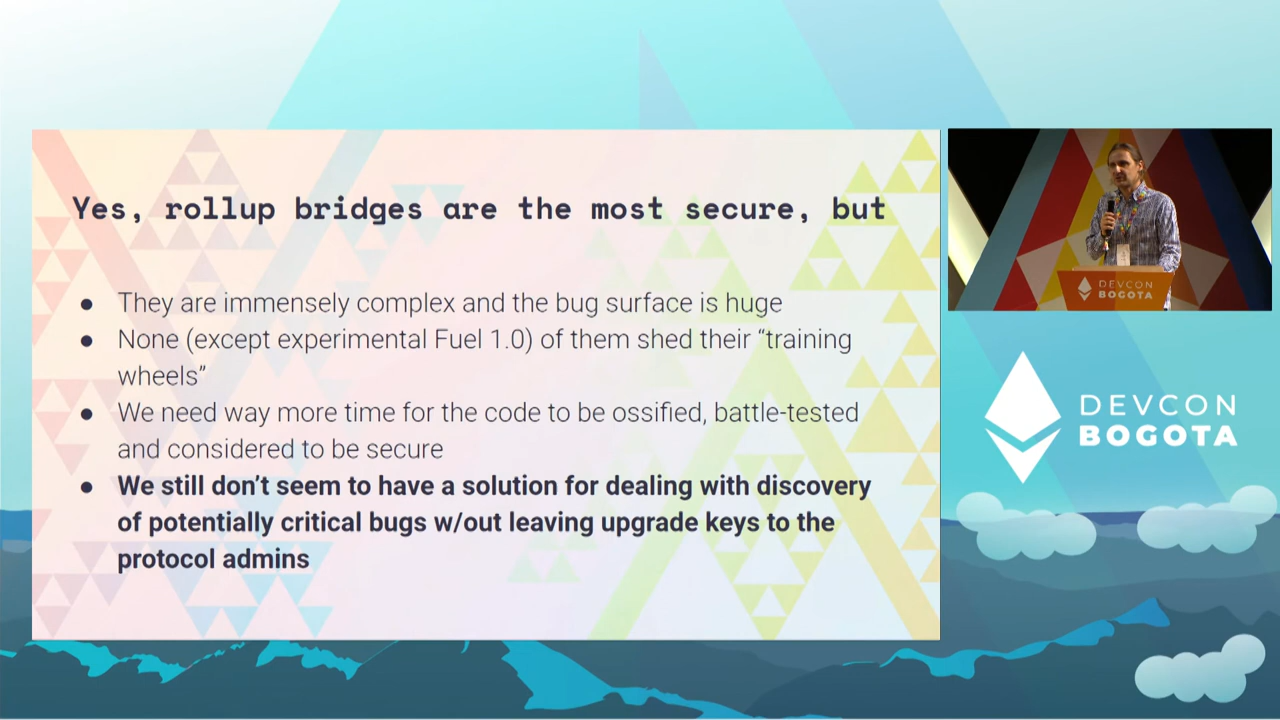 Yes, rollup bridges are the most secure, but
● They are immensely complex and the bug surface is huge
● None (except experimental Fuel 1.0) of them shed their “training
wheels”
● We need way more time for the code to be ossified, battle-tested
and considered to be secure
● We still don’t seem to have a solution for dealing with discovery
of potentially critical bugs w/out leaving upgrade keys to the
protocol admins
DEVCON
BOGOTA
DEVCON
BOGOTA